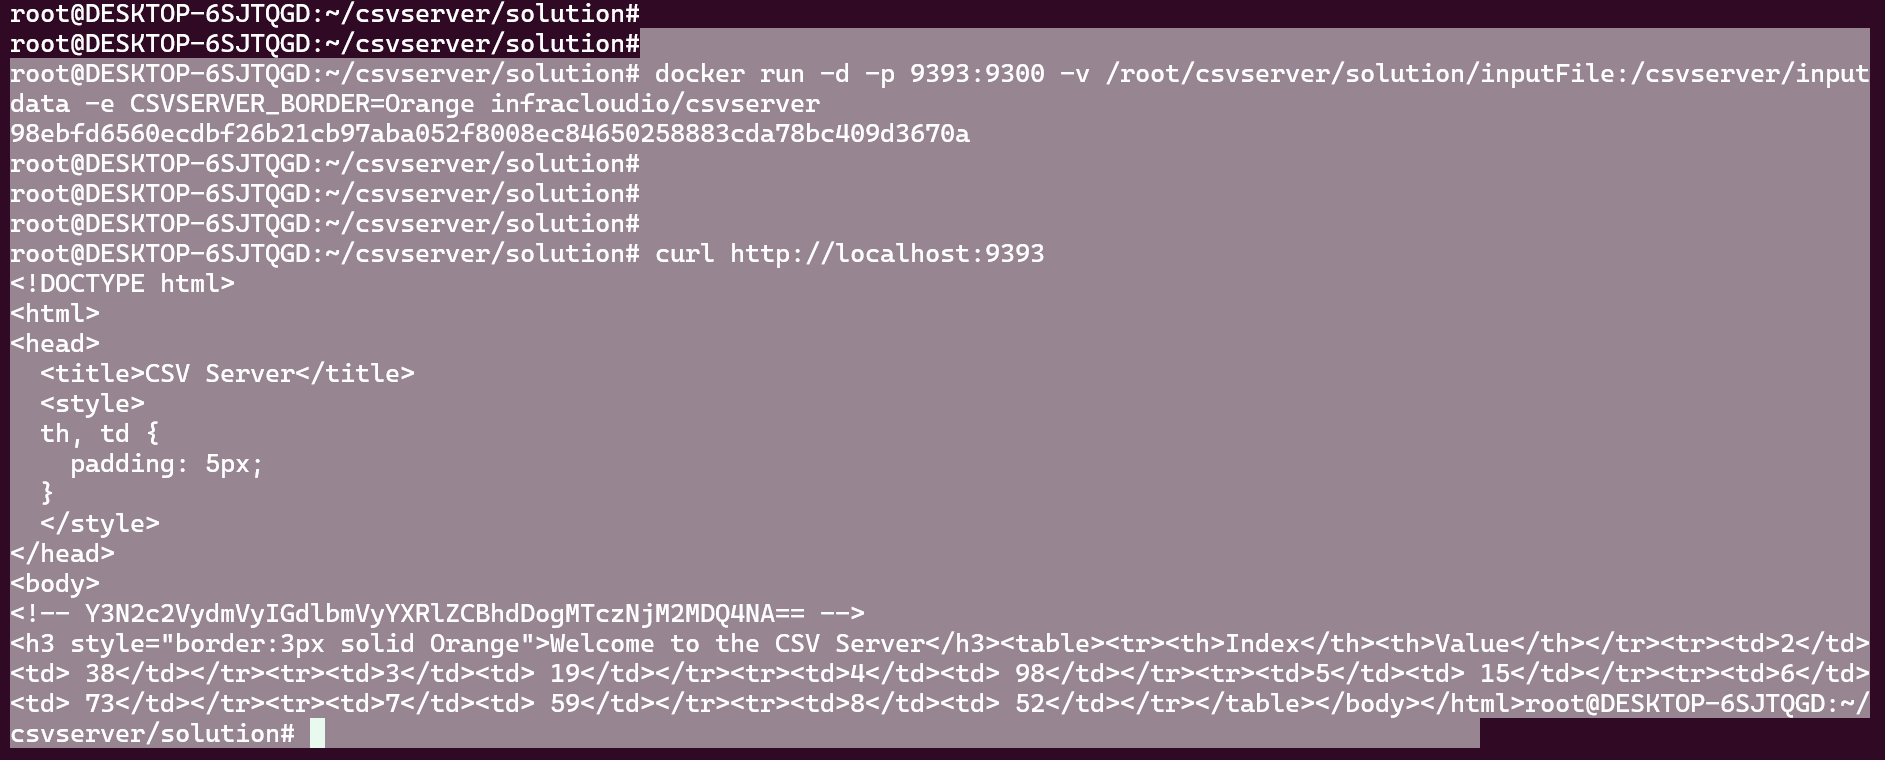 root@DESKTOP-6SJTQGD:~/csvserver/solution#
root@DESKTOP-6SJTQGD:~/csvserver/solution#
root@DESKTOP-6SJTQGD:~/csvserver/solution# docker run -d -p 9393:9300 -v /root/csvserver/solution/inputFile:/csvserver/input
data -e CSVSERVER_BORDER=Orange infracloudio/csvserver
98ebfd6560ecdbf26b21cb97aba052f8008ec84650258883cda78bc409d3670a
root@DESKTOP-6SJTQGD:~/csvserver/solution#
root@DESKTOP-6SJTQGD:~/csvserver/solution#
root@DESKTOP-6SJTQGD:~/csvserver/solution#
root@DESKTOP-6SJTQGD:~/csvserver/solution# curl http://localhost:9393
<!DOCTYPE html>
<html>
<head>
  <title>CSV Server</title>
  <style>
  th, td {
    padding: 5px;
  }
  </style>
</head>
<body>
<!-- Y3N2c2VydmVyIGdlbmVyYXRlZCBhdDogMTczNjM2MDQ4NA== -->
<h3 style="border:3px solid Orange">Welcome to the CSV Server</h3><table><tr><th>Index</th><th>Value</th></tr><tr><td>2</td>
<td> 38</td></tr><tr><td>3</td><td> 19</td></tr><tr><td>4</td><td> 98</td></tr><tr><td>5</td><td> 15</td></tr><tr><td>6</td>
<td> 73</td></tr><tr><td>7</td><td> 59</td></tr><tr><td>8</td><td> 52</td></tr></table></body></html>root@DESKTOP-6SJTQGD:~/
csvserver/solution#